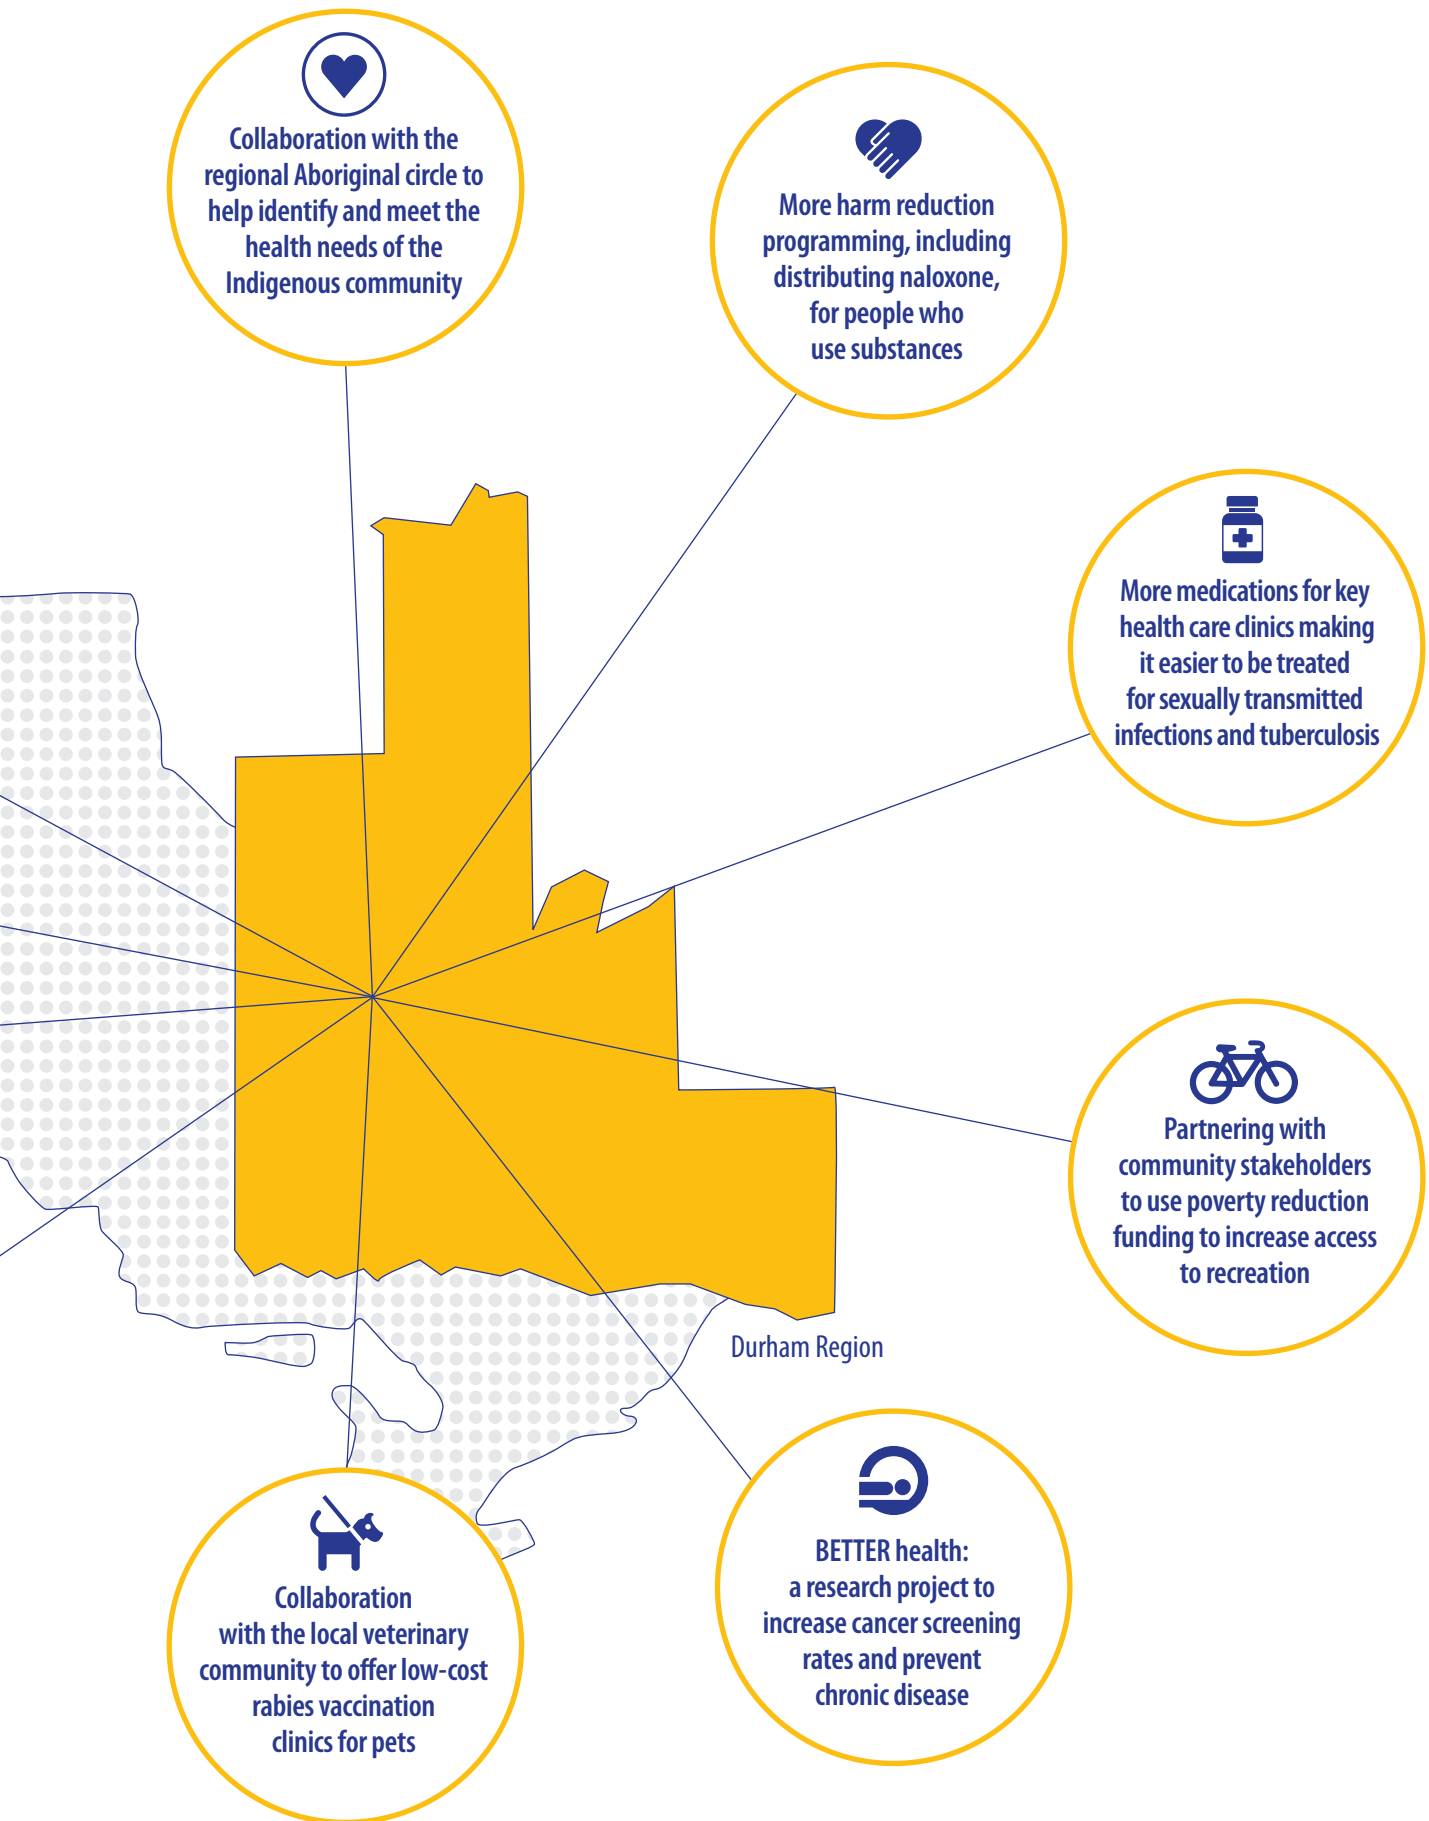 Collaboration with the
regional Aboriginal circle to
help identify and meet the
health needs of the
Indigenous community
More harm reduction
programming, including
distributing naloxone,
for people who
use substances
More medications for key
health care clinics making
it easier to be treated
for sexually transmitted
infections and tuberculosis
Partnering with
community stakeholders
to use poverty reduction
funding to increase access
to recreation
Durham Region
BETTER health:
a research project to
increase cancer screening
rates and prevent
chronic disease
Collaboration
with the local veterinary
community to offer low-cost
rabies vaccination
clinics for pets